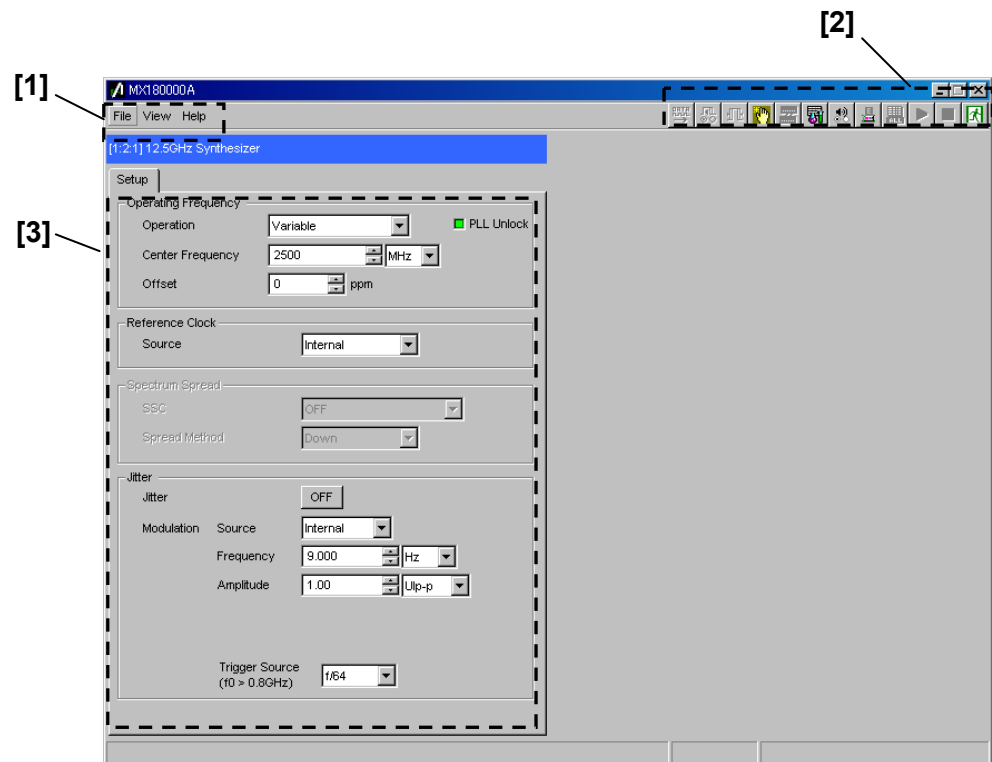 [2]
[1]
MX180000A
File View Help
[1:2:1] 12.5GHz Synthesizer
Setup
[3]
Operating Frequency
Operation Variable PLL Unlock
Center Frequency 2500 MHz
Offset 0 ppm
Reference Clock
Source Internal
Spectrum Spread
SSC OFF
Spread Method Down
Jitter
Jitter OFF
Modulation Source Internal
Frequency 9.000 Hz
Amplitude 1.00 UIp-p
Trigger Source
(f0 > 0.8GHz) f/64